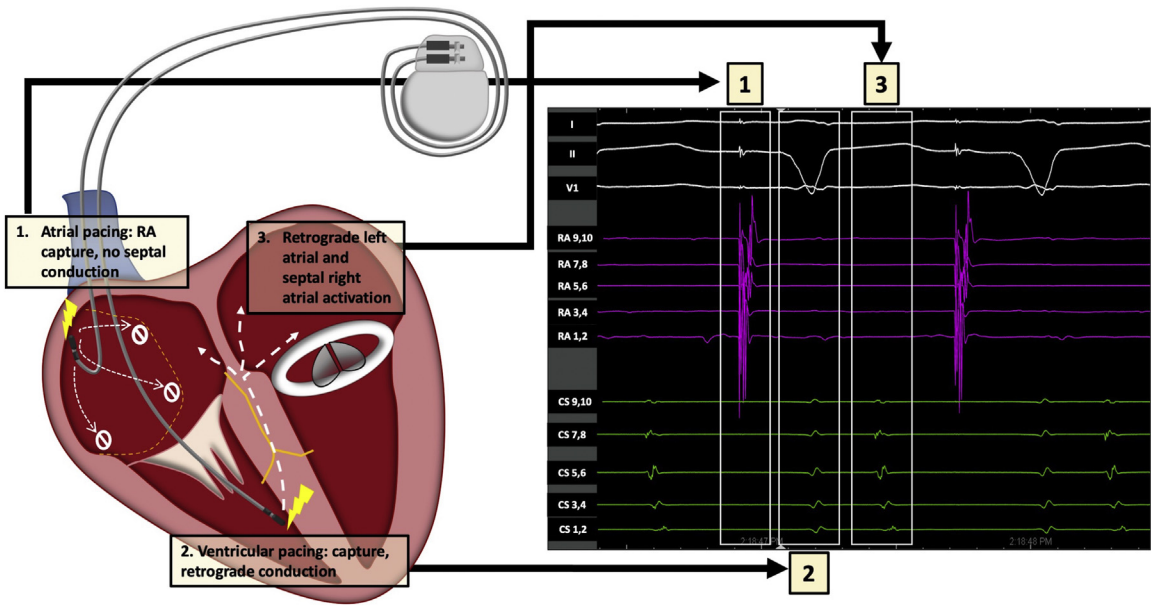 1
3
1. Atrial pacing: RA
capture, no septal
conduction
3. Retrograde left
atrial and
septal right
atrial activation
2. Ventricular pacing: capture,
retrograde conduction
I
II
V1
RA 9,10
RA 7,8
RA 5,6
RA 3,4
RA 1,2
CS 9,10
CS 7,8
CS 5,6
CS 3,4
CS 1,2
2:18:47 PM
2:18:48 PM
2